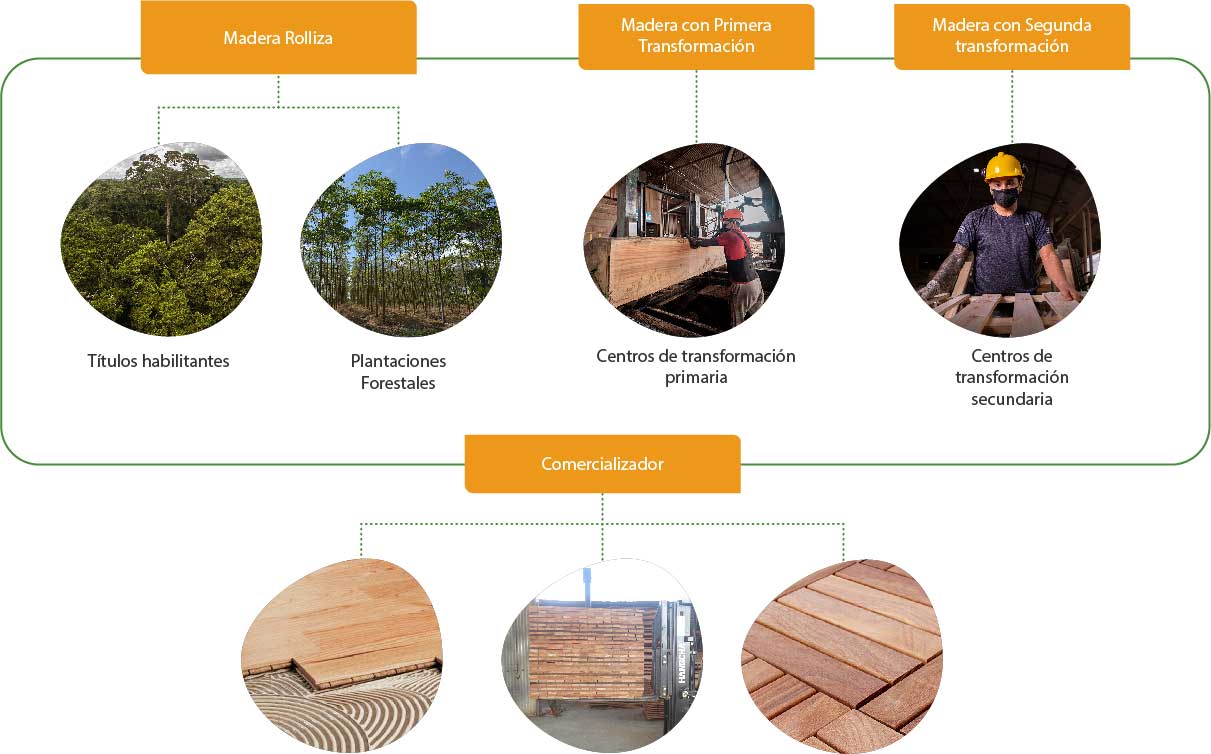 Madera Rolliza
Madera con Primera
Transformación
Madera con Segunda
transformación
Títulos habilitantes
Plantaciones
Forestales
Centros de transformación
primaria
Centros de
transformación
secundaria
Comercializador
HANGCHA